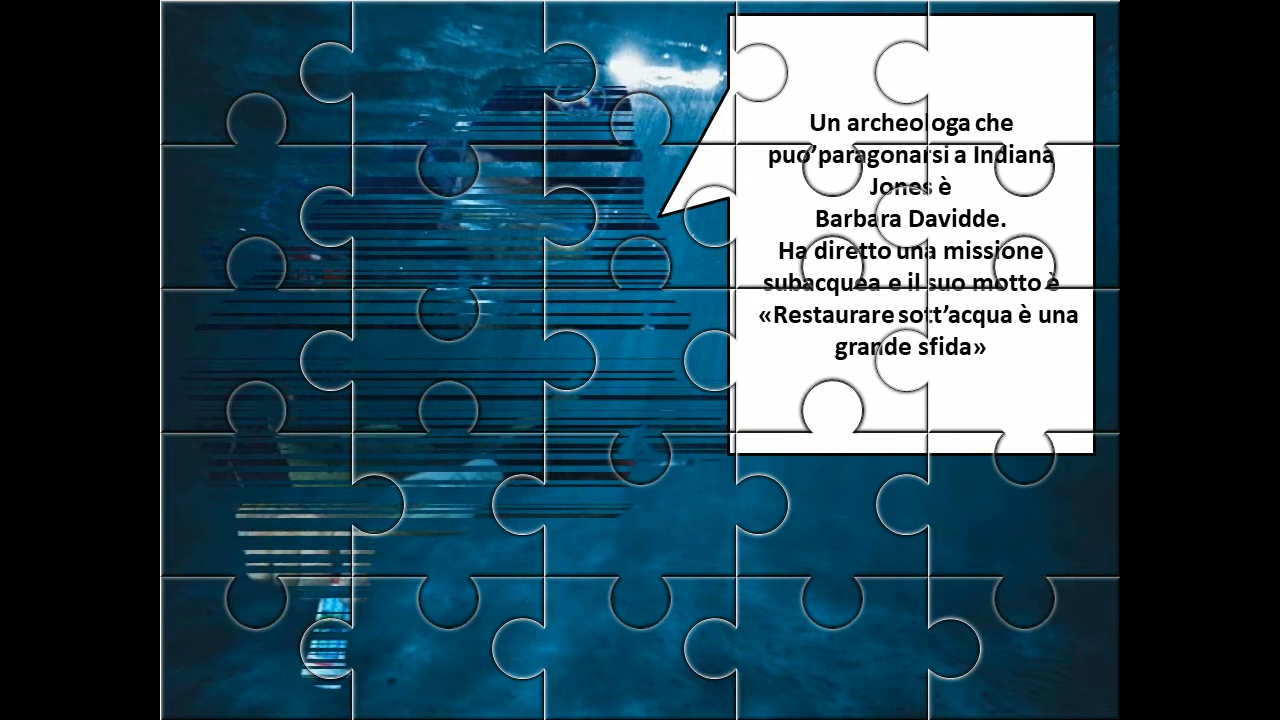 Un archeologa che
puo’paragonarsi a Indiana
Jones è
Barbara Davidde.
Ha diretto una missione
subacquea e il suo motto è
«Restaurare sott’acqua è una
grande sfida»